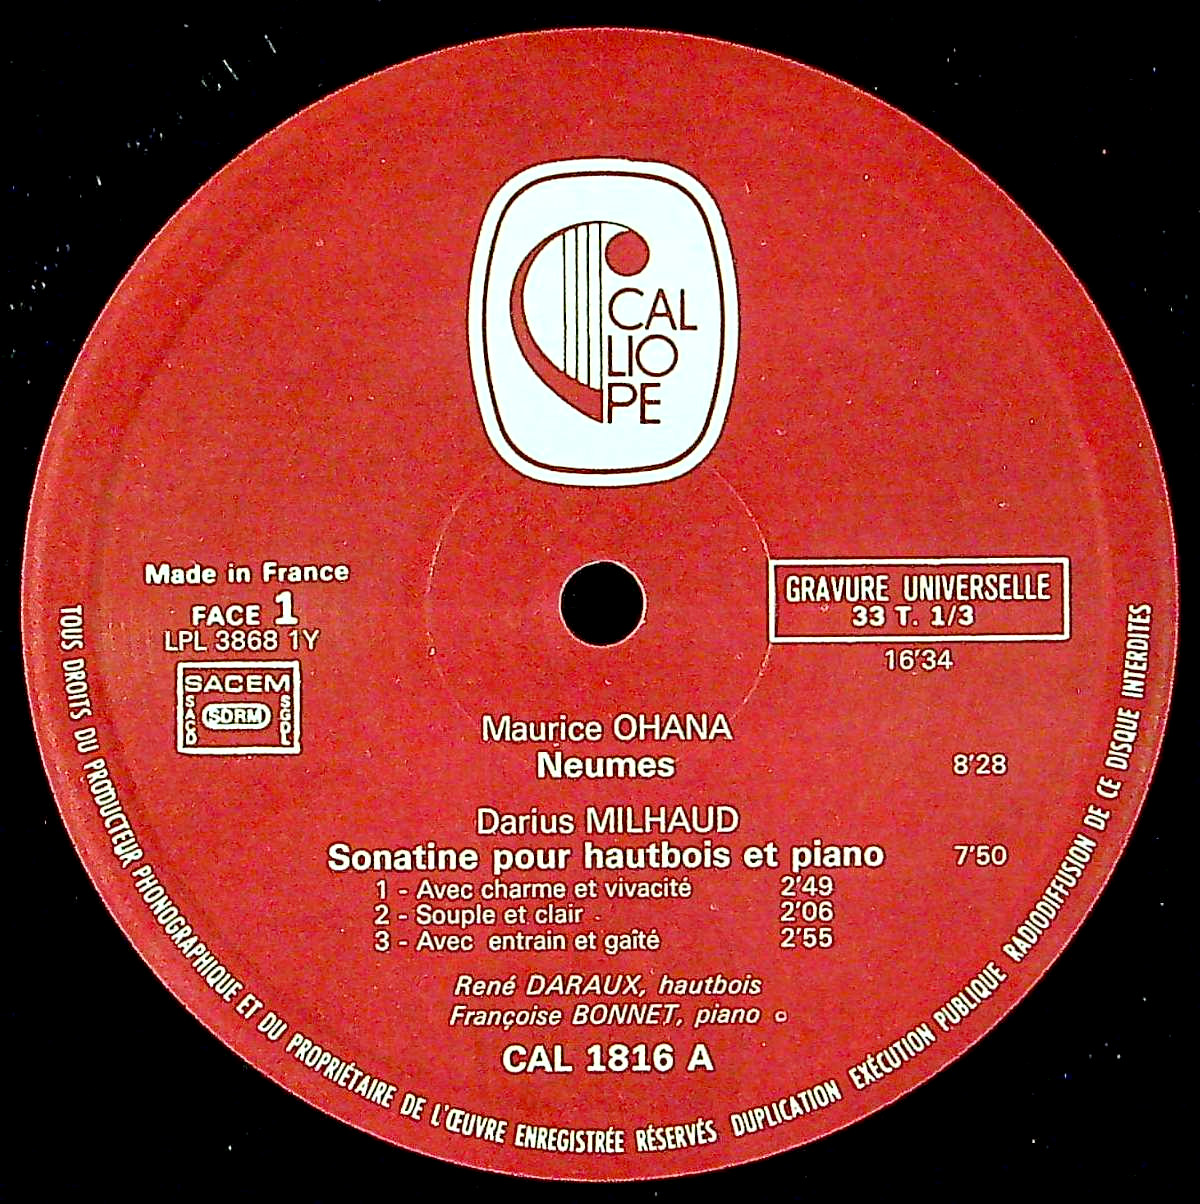 CAL
LIO
PE
Made in France
FACE 1
LPL 3868 1Y
SACEM
SACD
SDRM
SGDL
GRAVURE UNIVERSELLE
33 T. 1/3
16'34
Maurice OHANA
Neumes 8'28
Darius MILHAUD
Sonatine pour hautbois et piano 7'50
1 - Avec charme et vivacité 2'49
2 - Souple et clair 2'06
3 - Avec entrain et gaîté 2'55
René DARAUX, hautbois
Françoise BONNET, piano
CAL 1816 A
TOUS DROITS DU PRODUCTEUR PHONOGRAPHIQUE ET DU PROPRIÉTAIRE DE L'ŒUVRE ENREGISTRÉE RÉSERVÉS DUPLICATION EXÉCUTION PUBLIQUE RADIODIFFUSION DE CE DISQUE INTERDITES